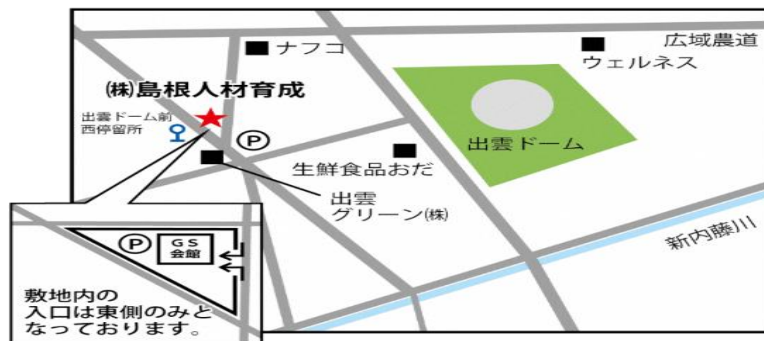 広域農道
ナフコ
ウェルネス
(株)島根人材育成
出雲ドーム前
西停留所
P
出雲ドーム
生鮮食品おだ
出雲
グリーン(株)
新内藤川
P
GS
会館
敷地内の
入口は東側のみと
なっております。